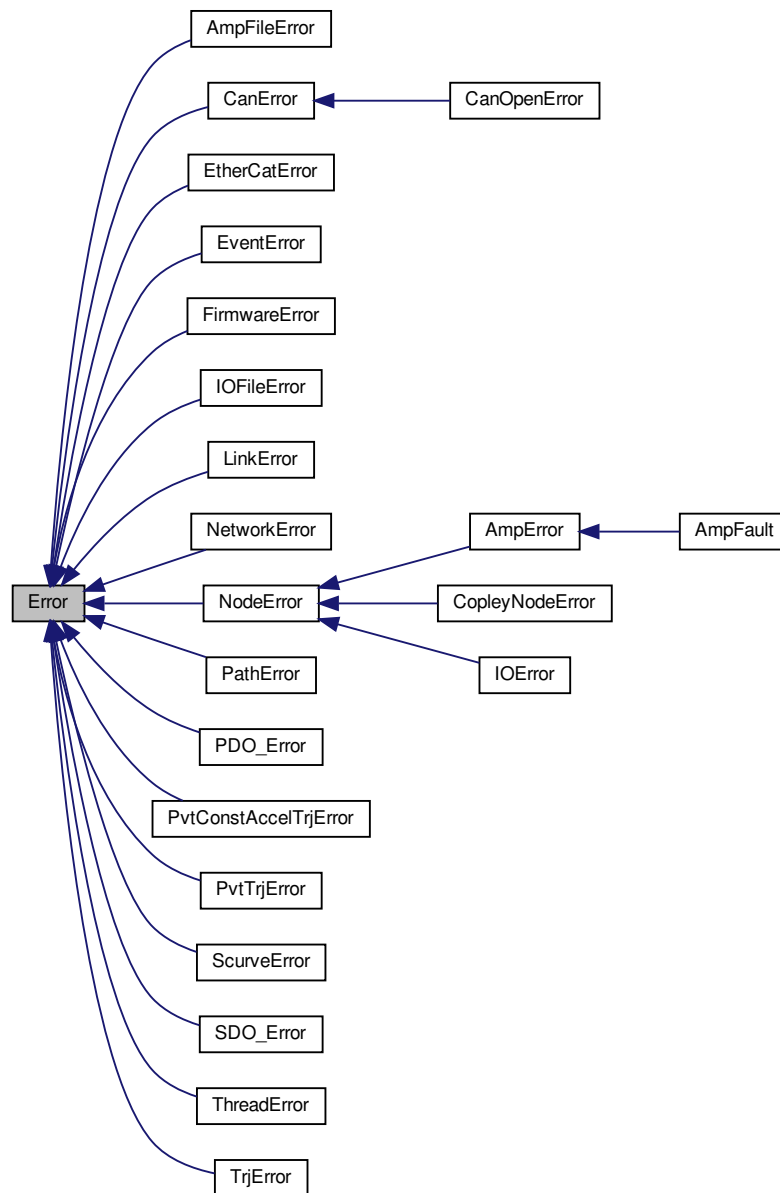 AmpFileError
CanError
CanOpenError
EtherCatError
EventError
FirmwareError
IOFileError
LinkError
NetworkError
AmpError
AmpFault
Error
NodeError
CopleyNodeError
PathError
IOError
PDO_Error
PvtConstAccelTrjError
PvtTrjError
ScurveError
SDO_Error
ThreadError
TrjError